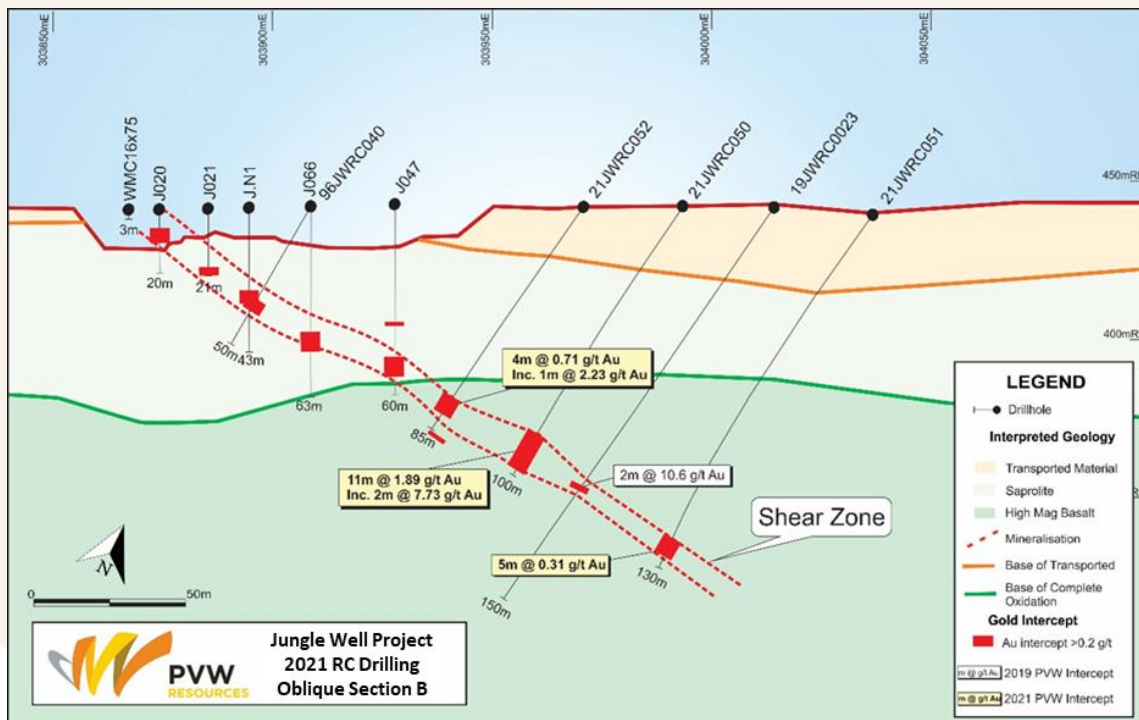 303850mE
303900mE
303950mE
304000mE
304050mE
WMC16x75
J020
J021
J.N1
J066
96JWRC040
J047
21JWRC052
21JWRC050
19JWRC0023
21JWRC051
450mRL
3m
20m
21m
50m
43m
63m
60m
400mRL
4m @ 0.71 g/t Au
Inc. 1m @ 2.23 g/t Au
85m
100m
11m @ 1.89 g/t Au
Inc. 2m @ 7.73 g/t Au
2m @ 10.6 g/t Au
Shear Zone
5m @ 0.31 g/t Au
130m
150m
N
0
50m
PVW
RESOURCES
Jungle Well Project
2021 RC Drilling
Oblique Section B
LEGEND
Drillhole
Interpreted Geology
Transported Material
Saprolite
High Mag Basalt
Mineralisation
Base of Transported
Base of Complete
Oxidation
Gold Intercept
Au intercept >0.2 g/t
m @ g/t Au 2019 PVW Intercept
m @ g/t Au 2021 PVW Intercept